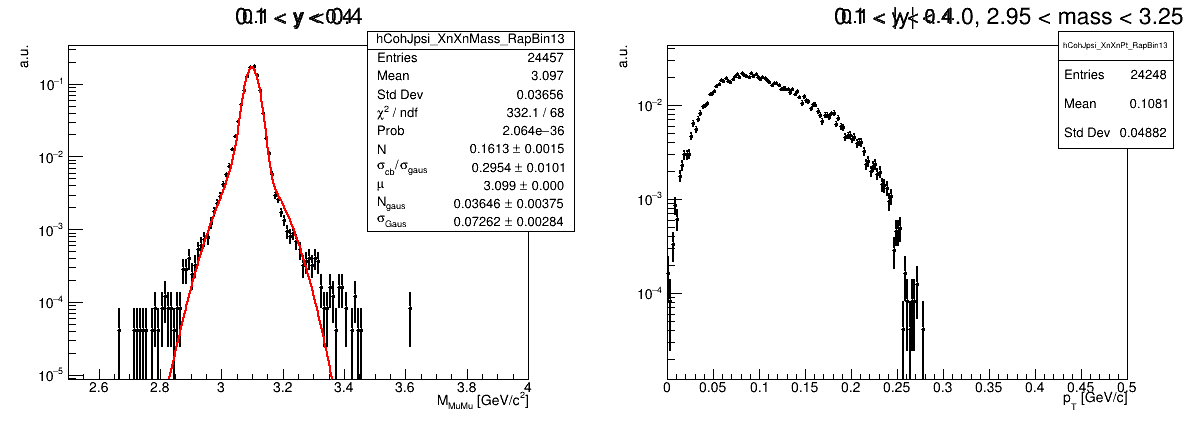 a.u.
hCohJpsi_XnXnMass_RapBin13
Entries 24457
Mean 3.097
Std Dev 0.03656
χ2 / ndf 332.1 / 68
Prob 2.064e−36
N 0.1613 ± 0.0015
σcb/σgaus 0.2954 ± 0.0101
μ 3.099 ± 0.000
Ngaus 0.03646 ± 0.00375
σGaus 0.07262 ± 0.00284
10−1
10−2
10−3
10−4
10−5
2.6 2.8 3 3.2 3.4 3.6 3.8 4
MMuMu [GeV/c2]
4.0, 2.95 < mass < 3.25
a.u.
hCohJpsi_XnXnPt_RapBin13
Entries 24248
Mean 0.1081
Std Dev 0.04882
10−2
10−3
10−4
0 0.05 0.1 0.15 0.2 0.25 0.3 0.35 0.4 0.45 0.5
pT [GeV/c]